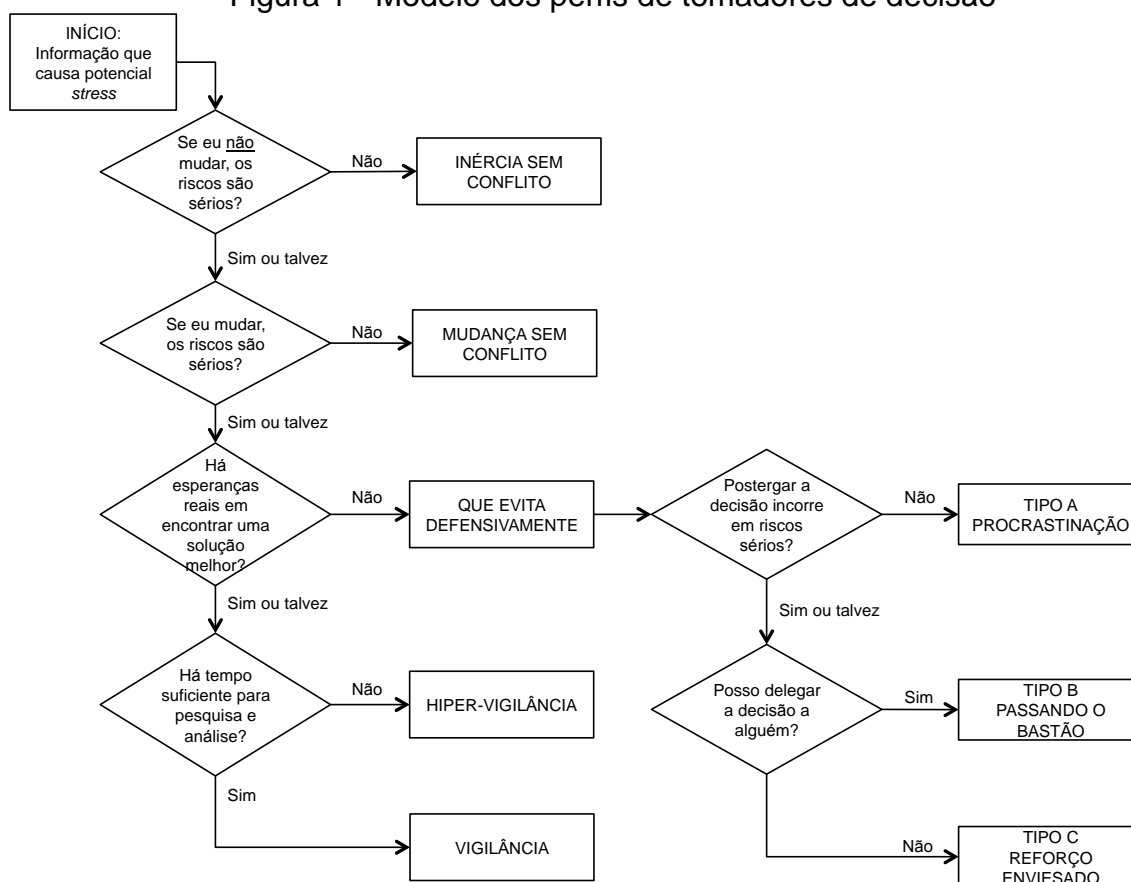 Figura 1 - Modelo dos perfis de tomadores de decisão
INÍCIO:
Informação que
causa potencial
stress
Se eu não
mudar, os
riscos são
sérios?
Não
INÉRCIA SEM
CONFLITO
Sim ou talvez
Se eu mudar,
os riscos são
sérios?
Não
MUDANÇA SEM
CONFLITO
Sim ou talvez
Há
esperanças
reais em
encontrar uma
solução
melhor?
Não
QUE EVITA
DEFENSIVAMENTE
Postergar a
decisão incorre
em riscos
sérios?
Não
TIPO A
PROCRASTINAÇÃO
Sim ou talvez
Sim ou talvez
Há tempo
suficiente para
pesquisa e
análise?
Não
HIPER-VIGILÂNCIA
Posso delegar
a decisão a
alguém?
Sim
TIPO B
PASSANDO O
BASTÃO
Sim
VIGILÂNCIA
Não
TIPO C
REFORÇO
ENVIESADO